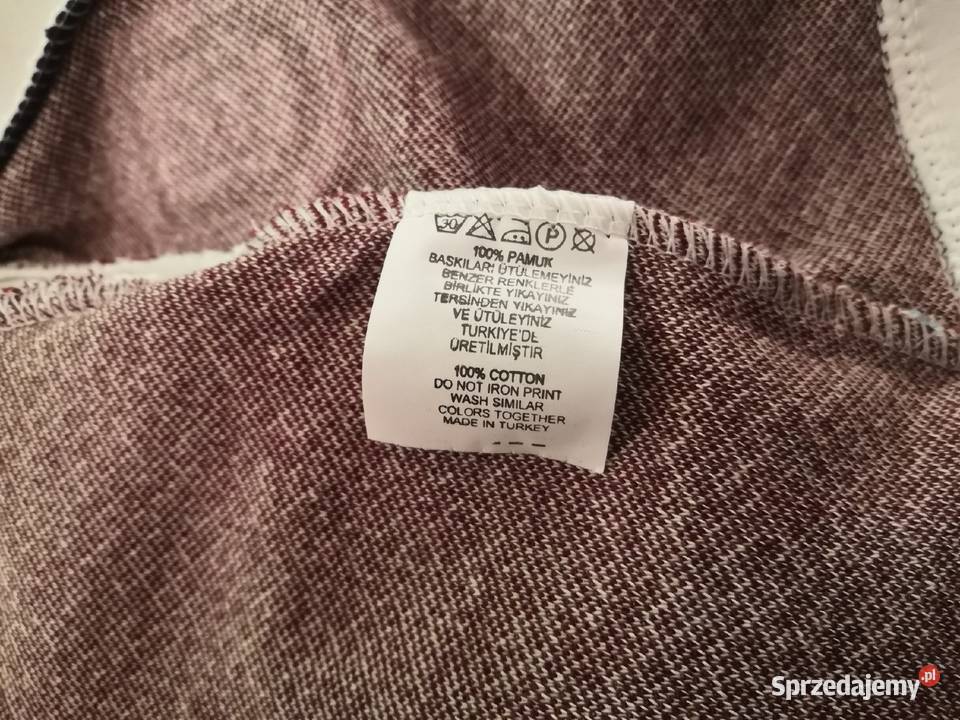 30 P
100% PAMUK
BASKILARI ÜTÜLEMEYİNİZ
BENZER RENKLERLE
BİRLİKTE YIKAYINIZ
TERSİNDEN YIKAYINIZ
VE ÜTÜLEYİNİZ
TÜRKİYE'DE
ÜRETİLMİŞTİR
100% COTTON
DO NOT IRON PRINT
WASH SIMILAR
COLORS TOGETHER
MADE IN TURKEY
Sprzedajemy.pl